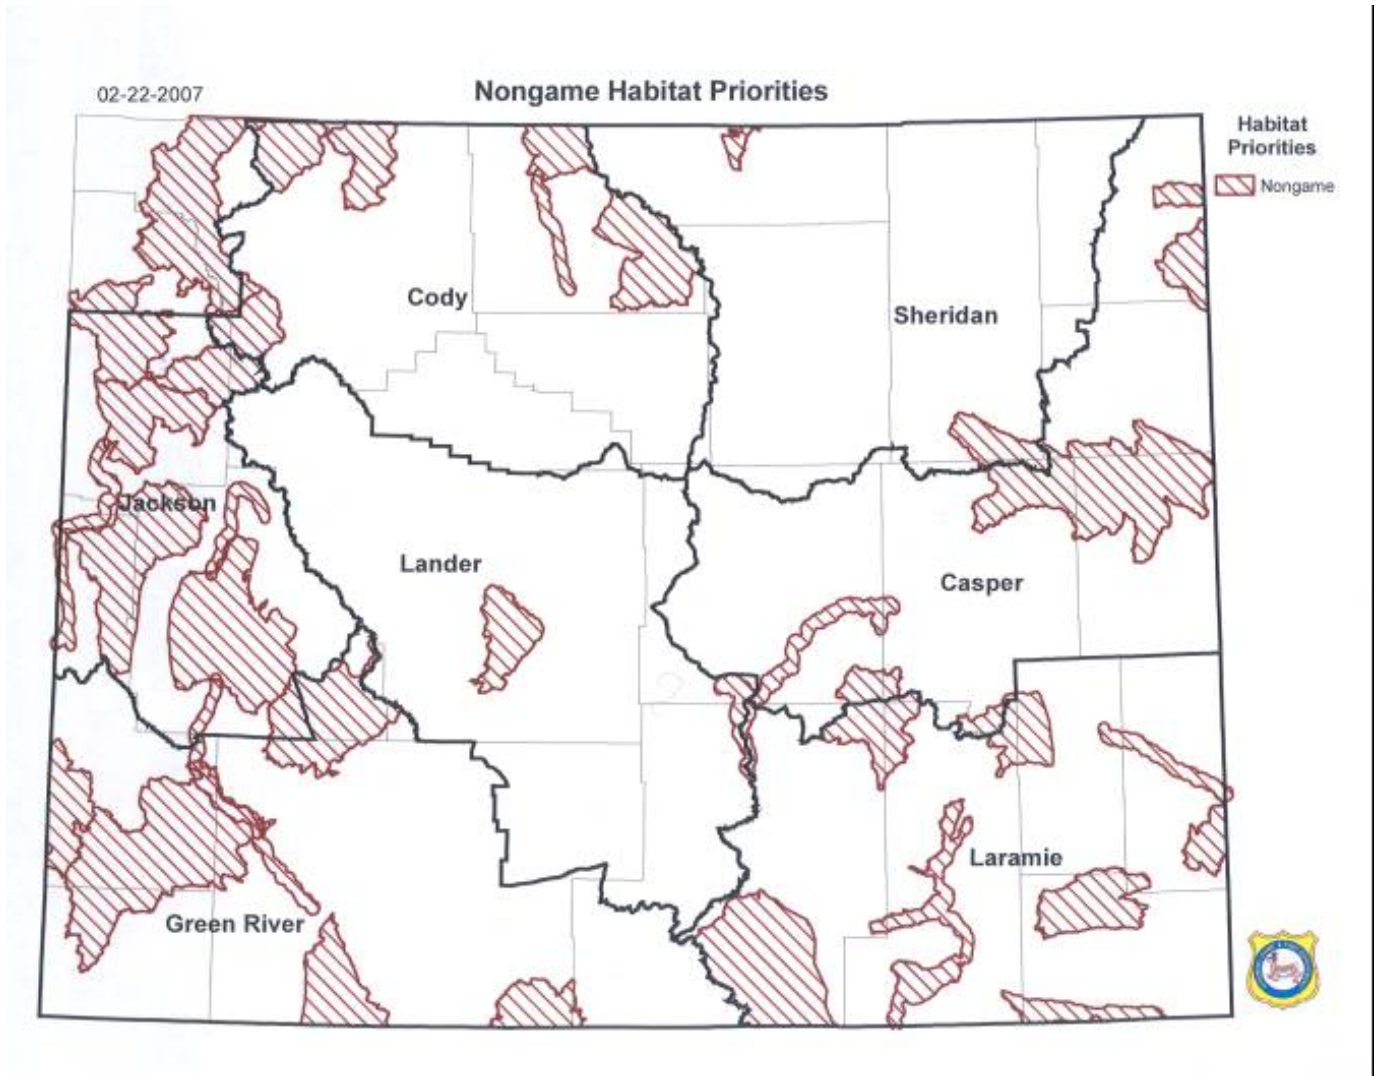 02-22-2007
Nongame Habitat Priorities
Habitat
Priorities
Nongame
Cody
Sheridan
Jackson
Lander
Casper
Laramie
Green River